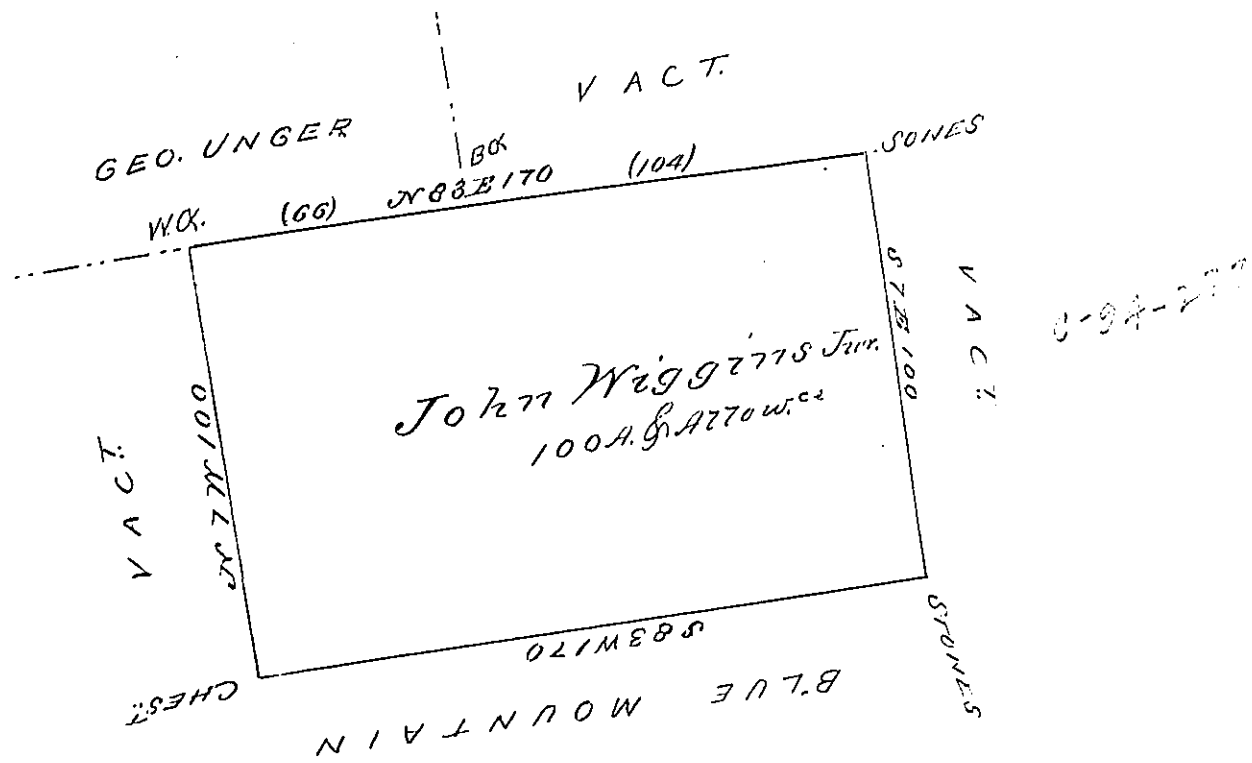 V A C T.
GEO. UNGER
BO
W.O.
(66) N83E170 (104)
SONES
S7E100
V A C T.
John Wiggins Junr.
100A. & Allow.ce
N7W100
V A C T.
S83W170
STONES
CHEST.
BLUE MOUNTAIN